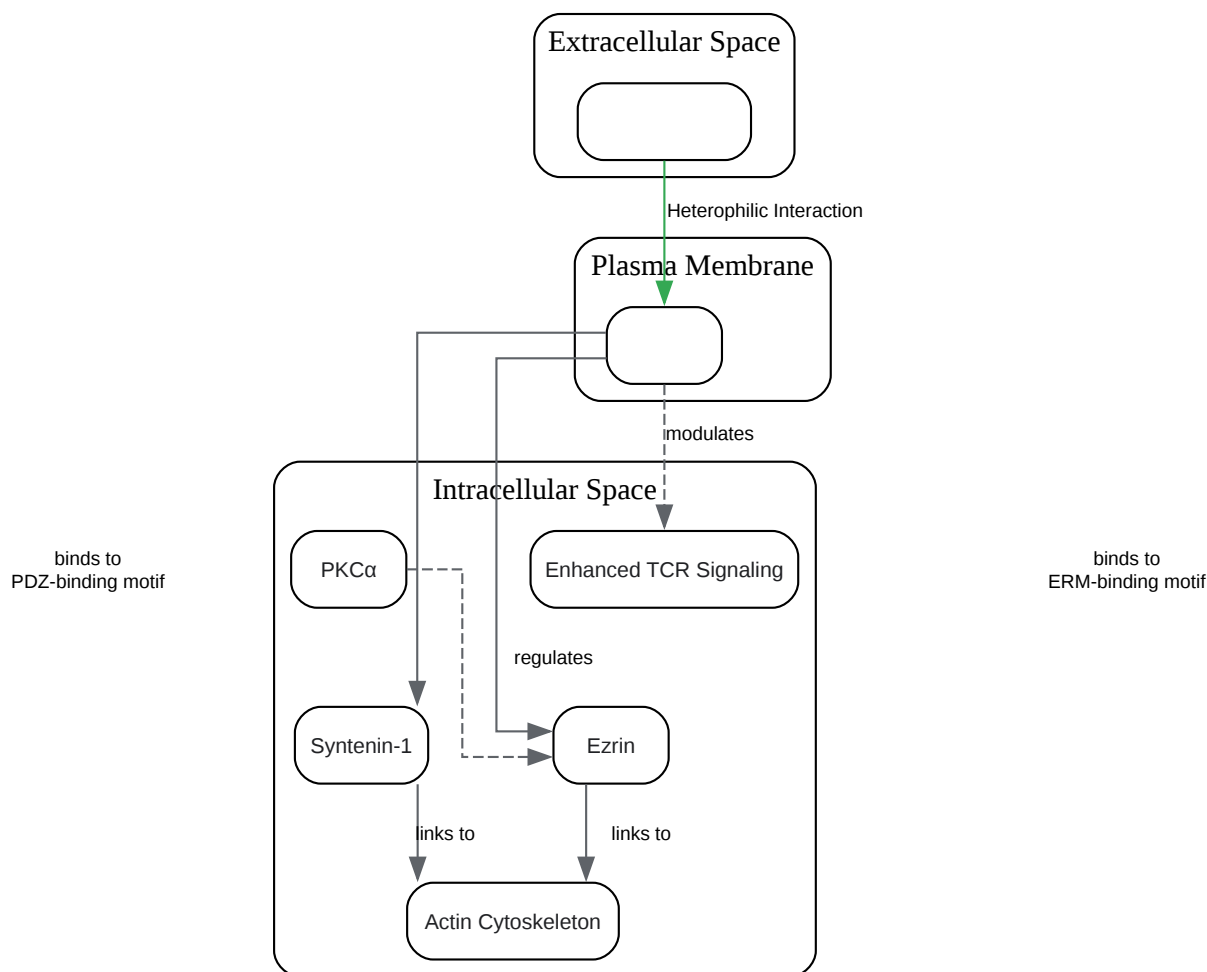 Extracellular Space
Heterophilic Interaction
Plasma Membrane
modulates
Intracellular Space
binds to
PDZ-binding motif
PKCα
Enhanced TCR Signaling
binds to
ERM-binding motif
regulates
Syntenin-1
Ezrin
links to
links to
Actin Cytoskeleton